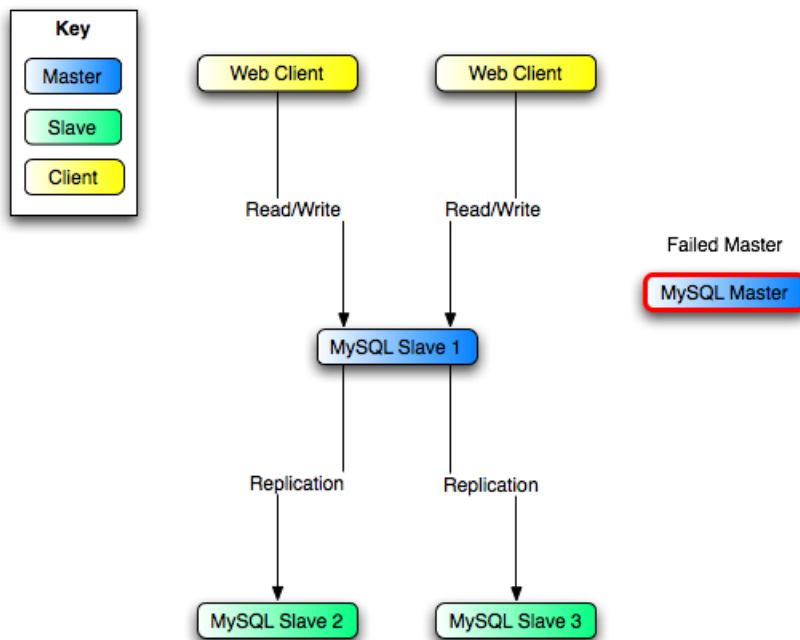 Key
Master
Slave
Client
Web Client
Web Client
Read/Write
Read/Write
Failed Master
MySQL Master
MySQL Slave 1
Replication
Replication
MySQL Slave 2
MySQL Slave 3